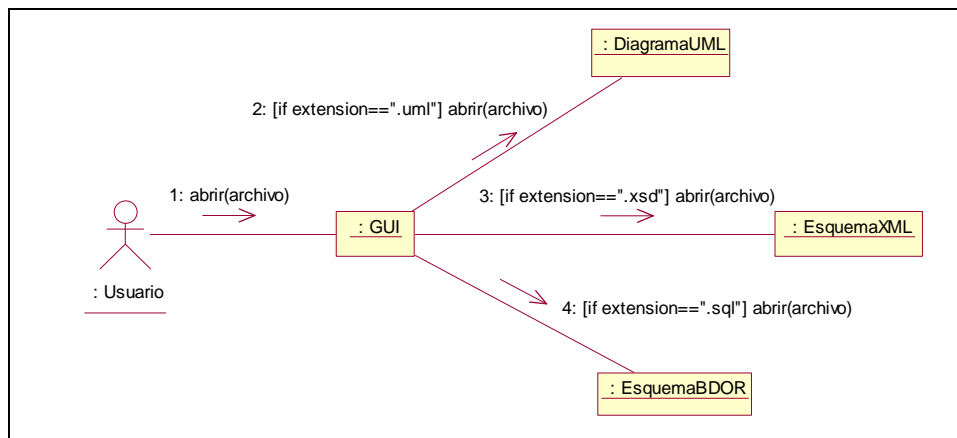 : DiagramaUML
2: [if extension==".uml"] abrir(archivo)
1: abrir(archivo)
3: [if extension==".xsd"] abrir(archivo)
: GUI
: EsquemaXML
: Usuario
4: [if extension==".sql"] abrir(archivo)
: EsquemaBDOR